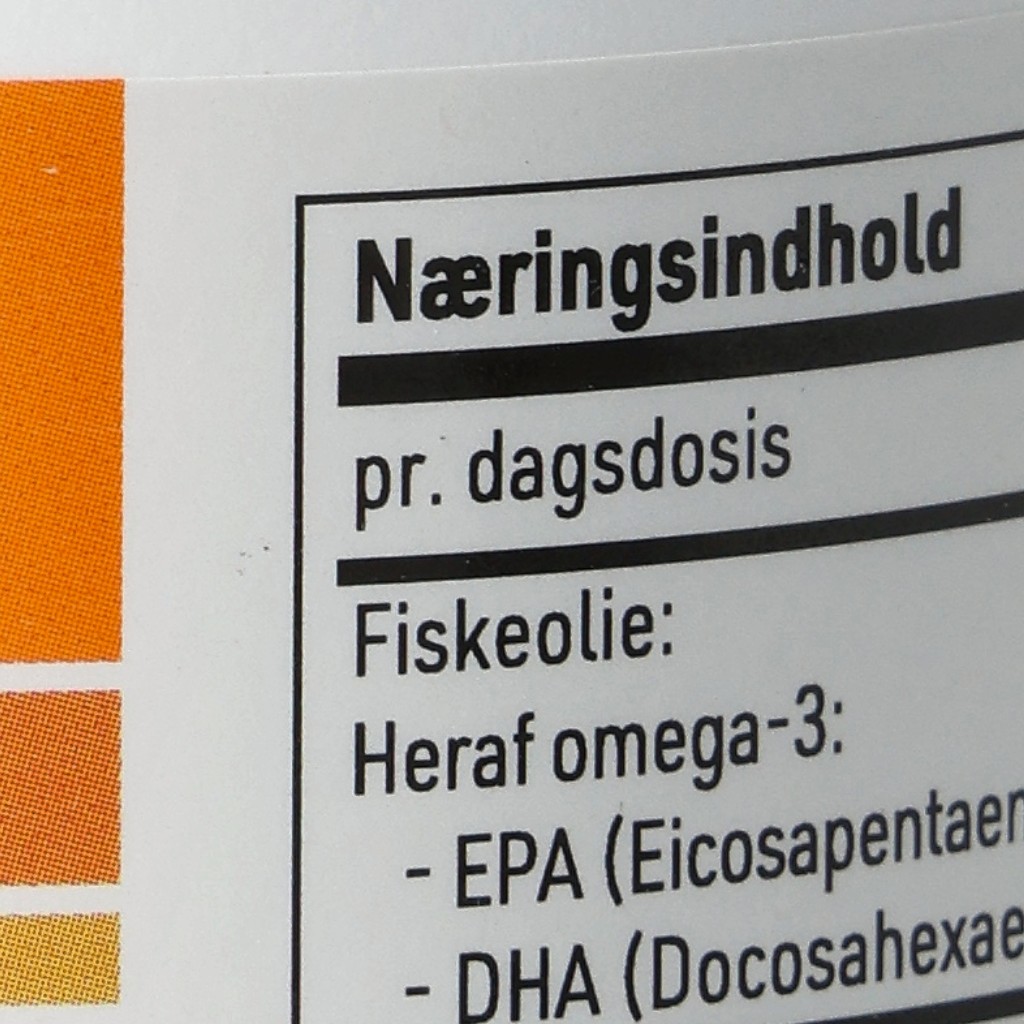 Næringsindhold
pr. dagsdosis
Fiskeolie:
Heraf omega-3:
- EPA (Eicosapentaen
- DHA (Docosahexae